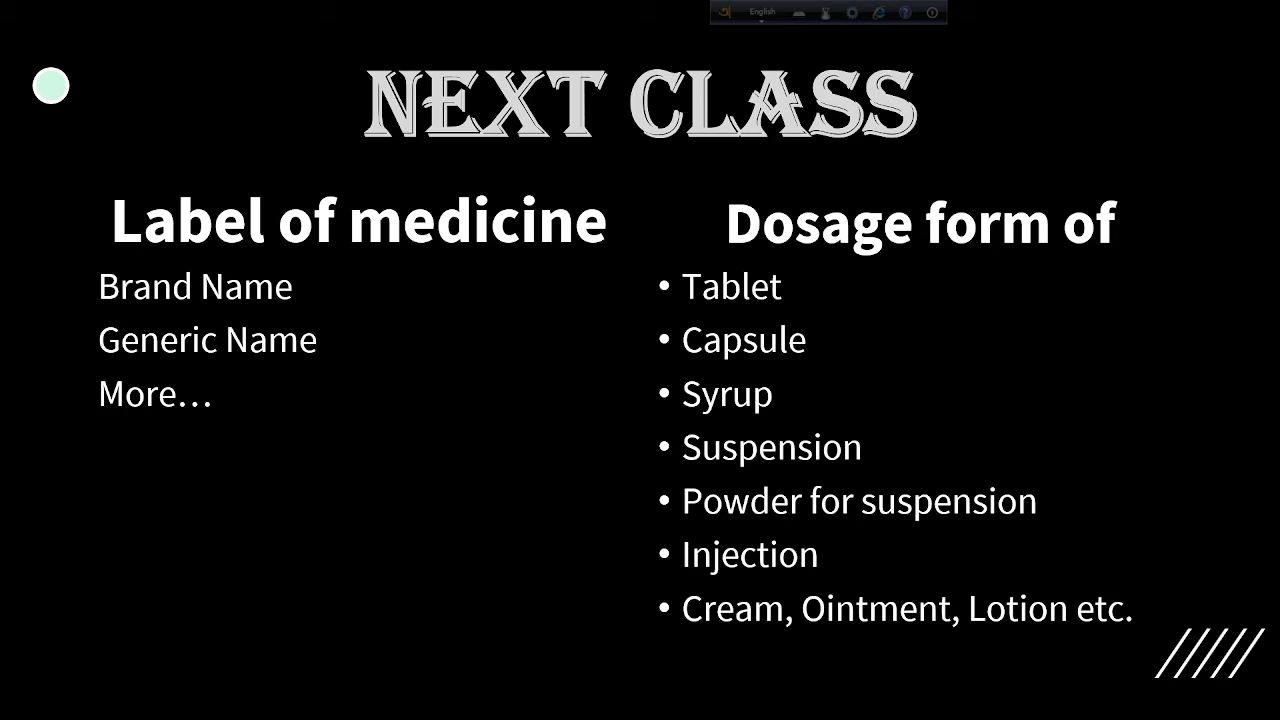 English
NEXT CLASS
Label of medicine
Brand Name
Generic Name
More…
Dosage form of
• Tablet
• Capsule
• Syrup
• Suspension
• Powder for suspension
• Injection
• Cream, Ointment, Lotion etc.